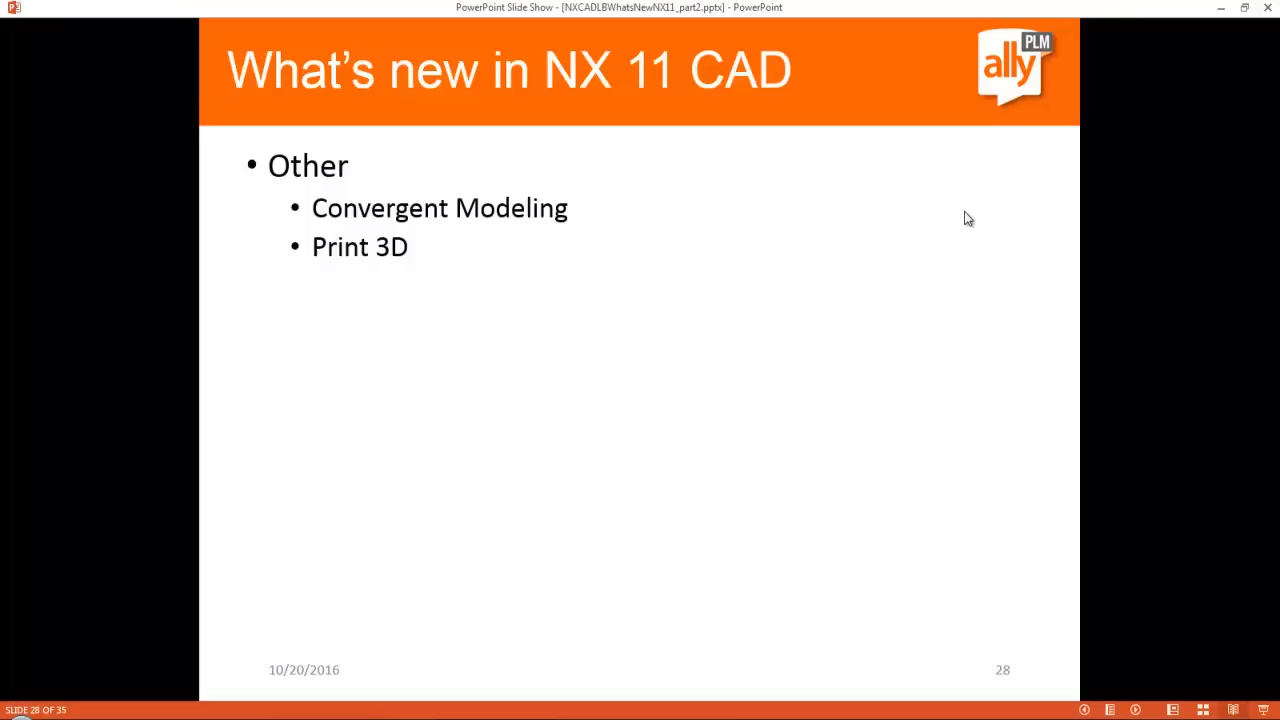 PowerPoint Slide Show - [NXCADLBWhatsNewNX11_part2.pptx] - PowerPoint
What's new in NX 11 CAD
ally PLM
• Other
• Convergent Modeling
• Print 3D
10/20/2016
28
SLIDE 28 OF 35